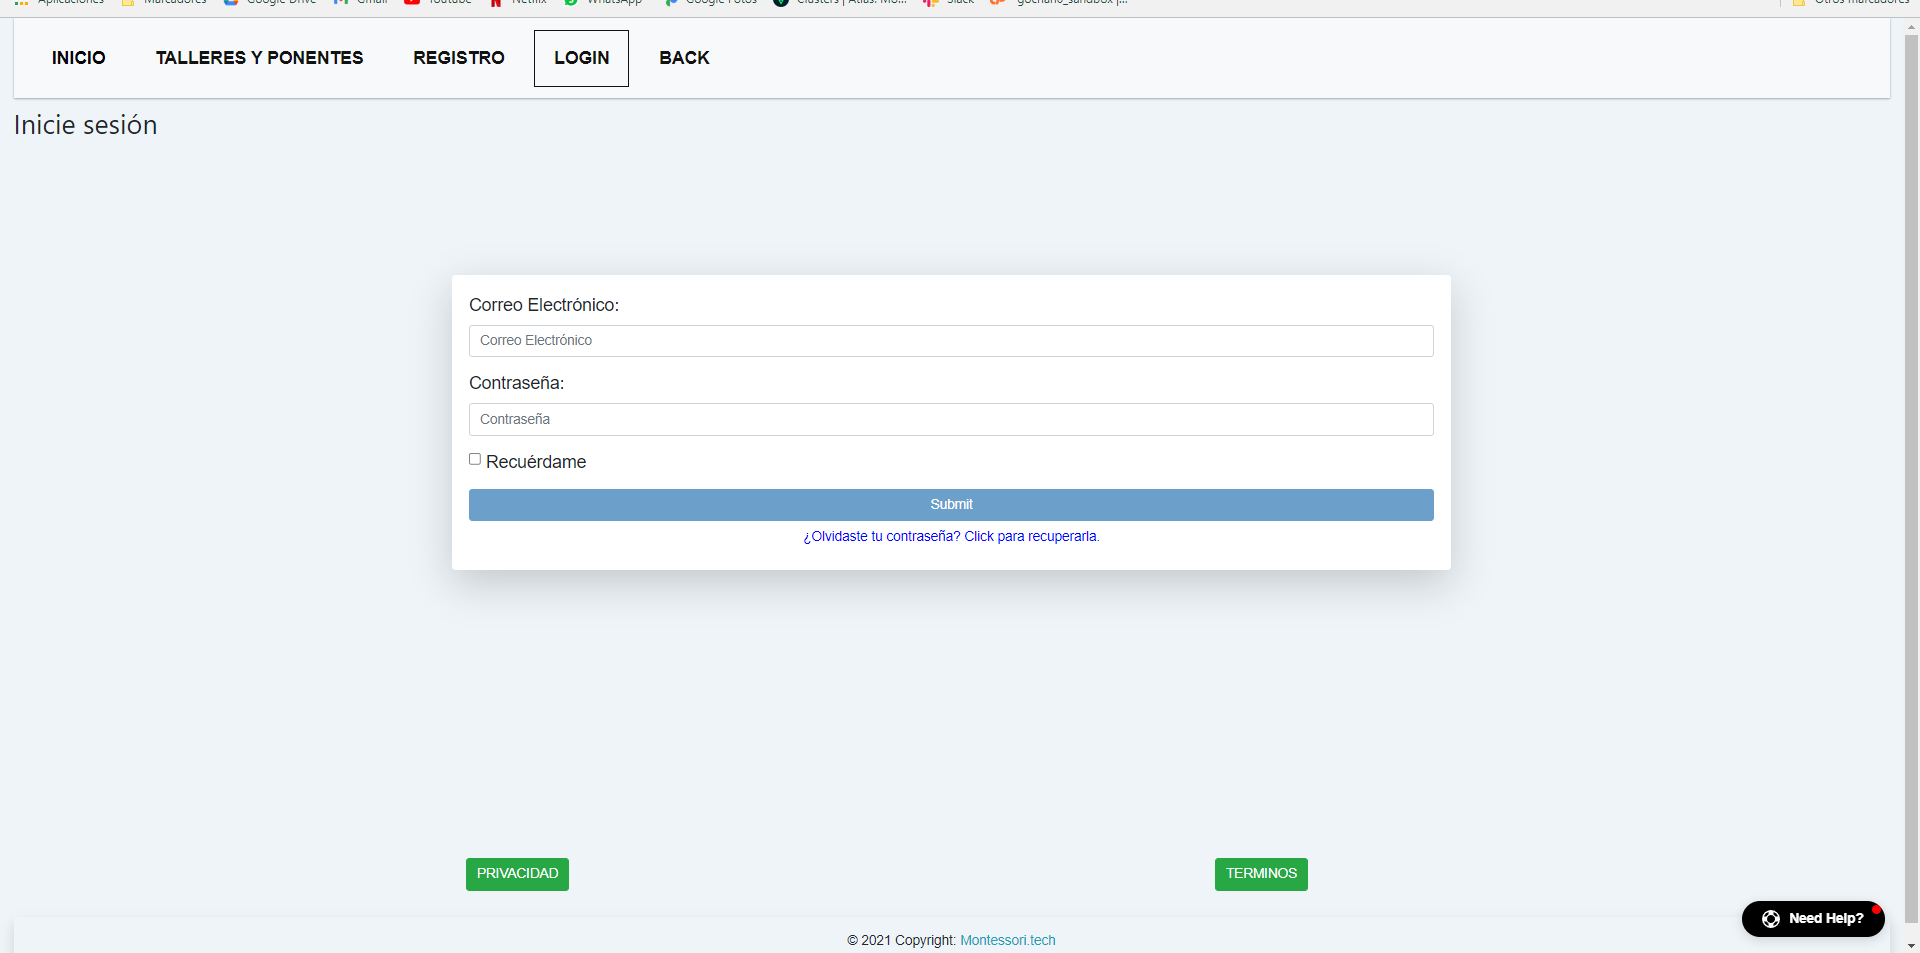 Aplicaciones Marcadores Google Drive Gmail Youtube Netflix WhatsApp Google Fotos Clusters | Atlas: Mo... Slack gochano_sandbox |... Otros marcadores
INICIO TALLERES Y PONENTES REGISTRO LOGIN BACK
Inicie sesión
Correo Electrónico:
Correo Electrónico
Contraseña:
Contraseña
Recuérdame
Submit
¿Olvidaste tu contraseña? Click para recuperarla.
PRIVACIDAD TERMINOS
Need Help?
© 2021 Copyright: Montessori.tech